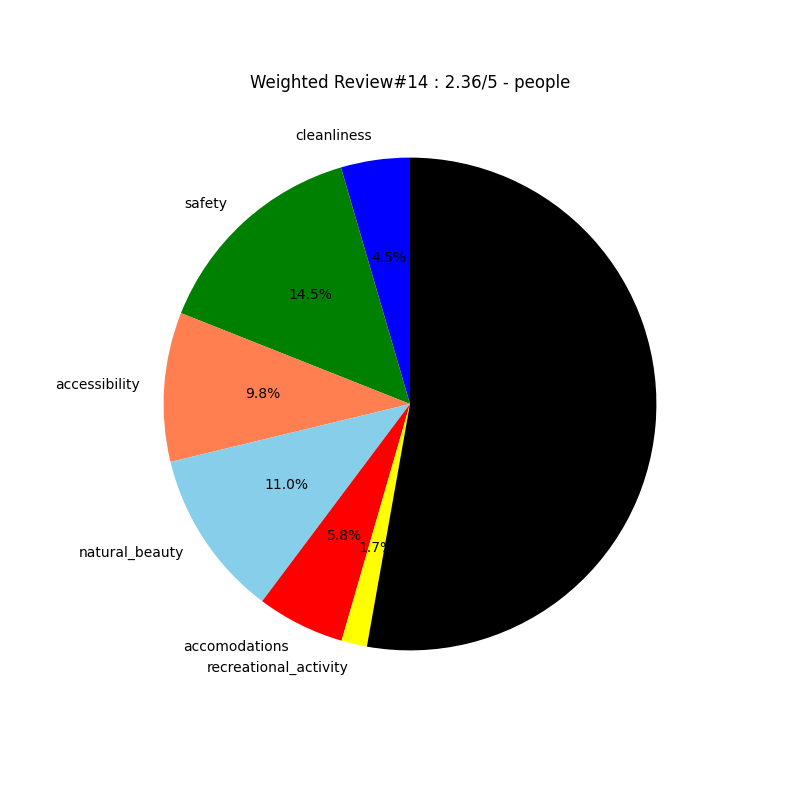 Weighted Review#14 : 2.36/5 - people
cleanliness
4.5%
safety
14.5%
accessibility
9.8%
natural_beauty
11.0%
accomodations
5.8%
recreational_activity
1.7%